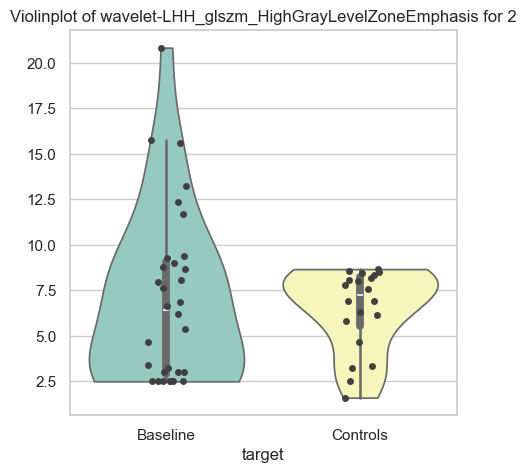 Violinplot of wavelet-LHH_glszm_HighGrayLevelZoneEmphasis for 2
20.0
17.5
15.0
12.5
10.0
7.5
5.0
2.5
Baseline Controls
target